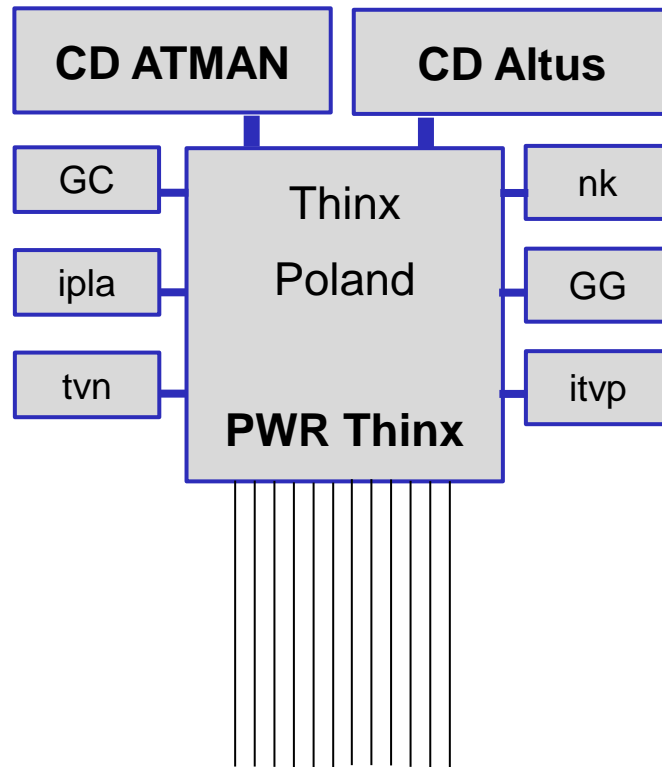 CD ATMAN
CD Altus
GC
Thinx
nk
ipla
Poland
GG
tvn
itvp
PWR Thinx